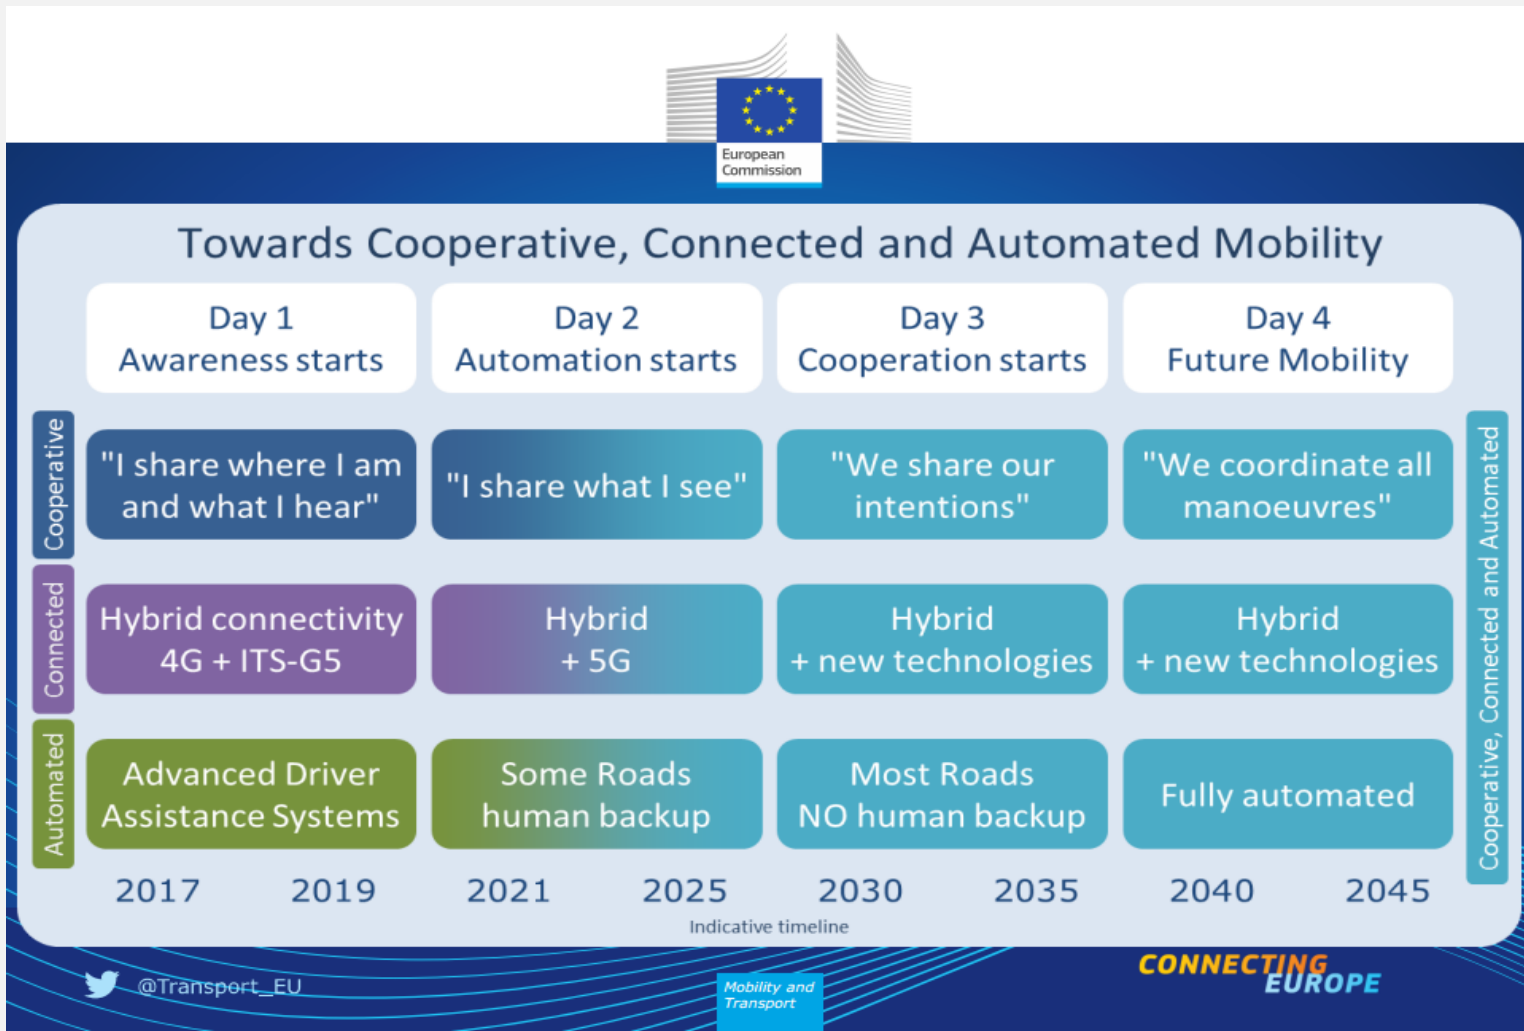 European
Commission
Towards Cooperative, Connected and Automated Mobility
Day 1
Awareness starts
Day 2
Automation starts
Day 3
Cooperation starts
Day 4
Future Mobility
Cooperative
"I share where I am
and what I hear"
"I share what I see"
"We share our
intentions"
"We coordinate all
manoeuvres"
Connected
Hybrid connectivity
4G + ITS-G5
Hybrid
+ 5G
Hybrid
+ new technologies
Hybrid
+ new technologies
Automated
Advanced Driver
Assistance Systems
Some Roads
human backup
Most Roads
NO human backup
Fully automated
Cooperative, Connected and Automated
2017 2019 2021 2025 2030 2035 2040 2045
Indicative timeline
@Transport_EU
Mobility and
Transport
CONNECTING
EUROPE